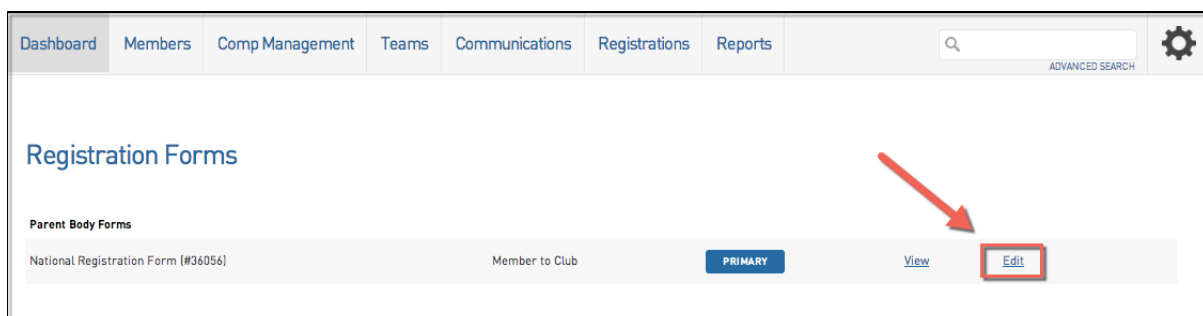 Dashboard Members Comp Management Teams Communications Registrations Reports
ADVANCED SEARCH
Registration Forms
Parent Body Forms
National Registration Form (#36056) Member to Club PRIMARY View Edit